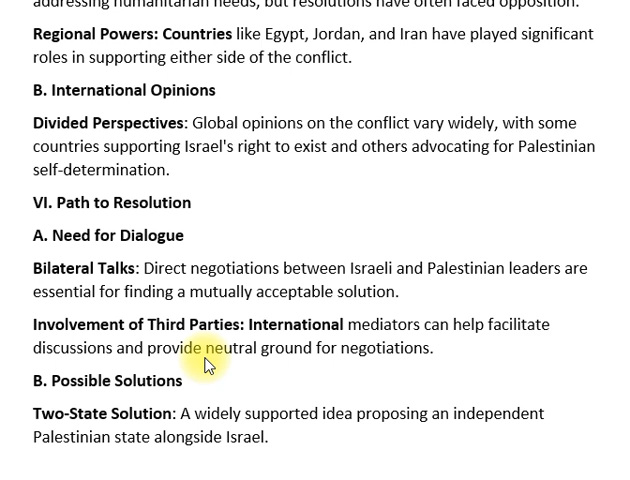 addressing humanitarian needs, but resolutions have often faced opposition.
Regional Powers: Countries like Egypt, Jordan, and Iran have played significant
roles in supporting either side of the conflict.
B. International Opinions
Divided Perspectives: Global opinions on the conflict vary widely, with some
countries supporting Israel's right to exist and others advocating for Palestinian
self-determination.
VI. Path to Resolution
A. Need for Dialogue
Bilateral Talks: Direct negotiations between Israeli and Palestinian leaders are
essential for finding a mutually acceptable solution.
Involvement of Third Parties: International mediators can help facilitate
discussions and provide neutral ground for negotiations.
B. Possible Solutions
Two-State Solution: A widely supported idea proposing an independent
Palestinian state alongside Israel.